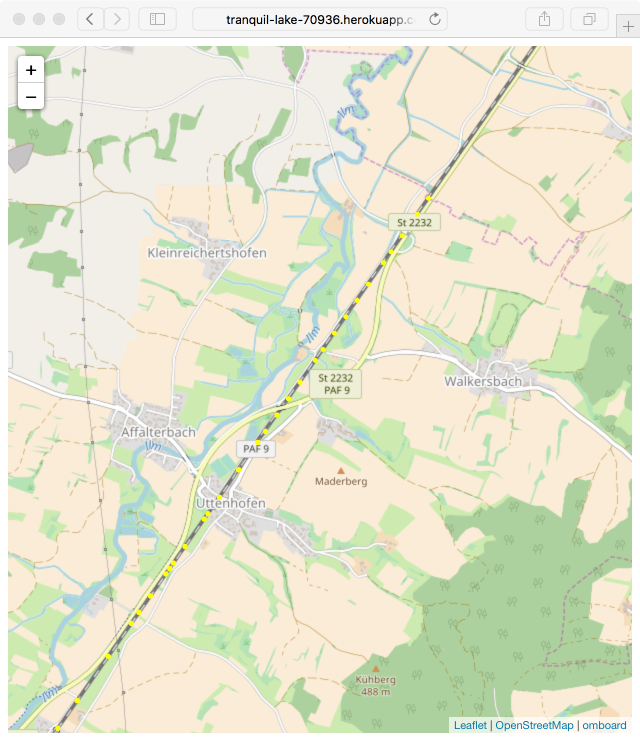 tranquil-lake-70936.herokuapp.c
+
−
Ilm
St 2232
Kleinreichertshofen
Ilm
St 2232
PAF 9
Walkersbach
Affalterbach
Ilm
PAF 9
Maderberg
Uttenhofen
Kuhberg
488 m
Ilm
Leaflet | OpenStreetMap | omboard